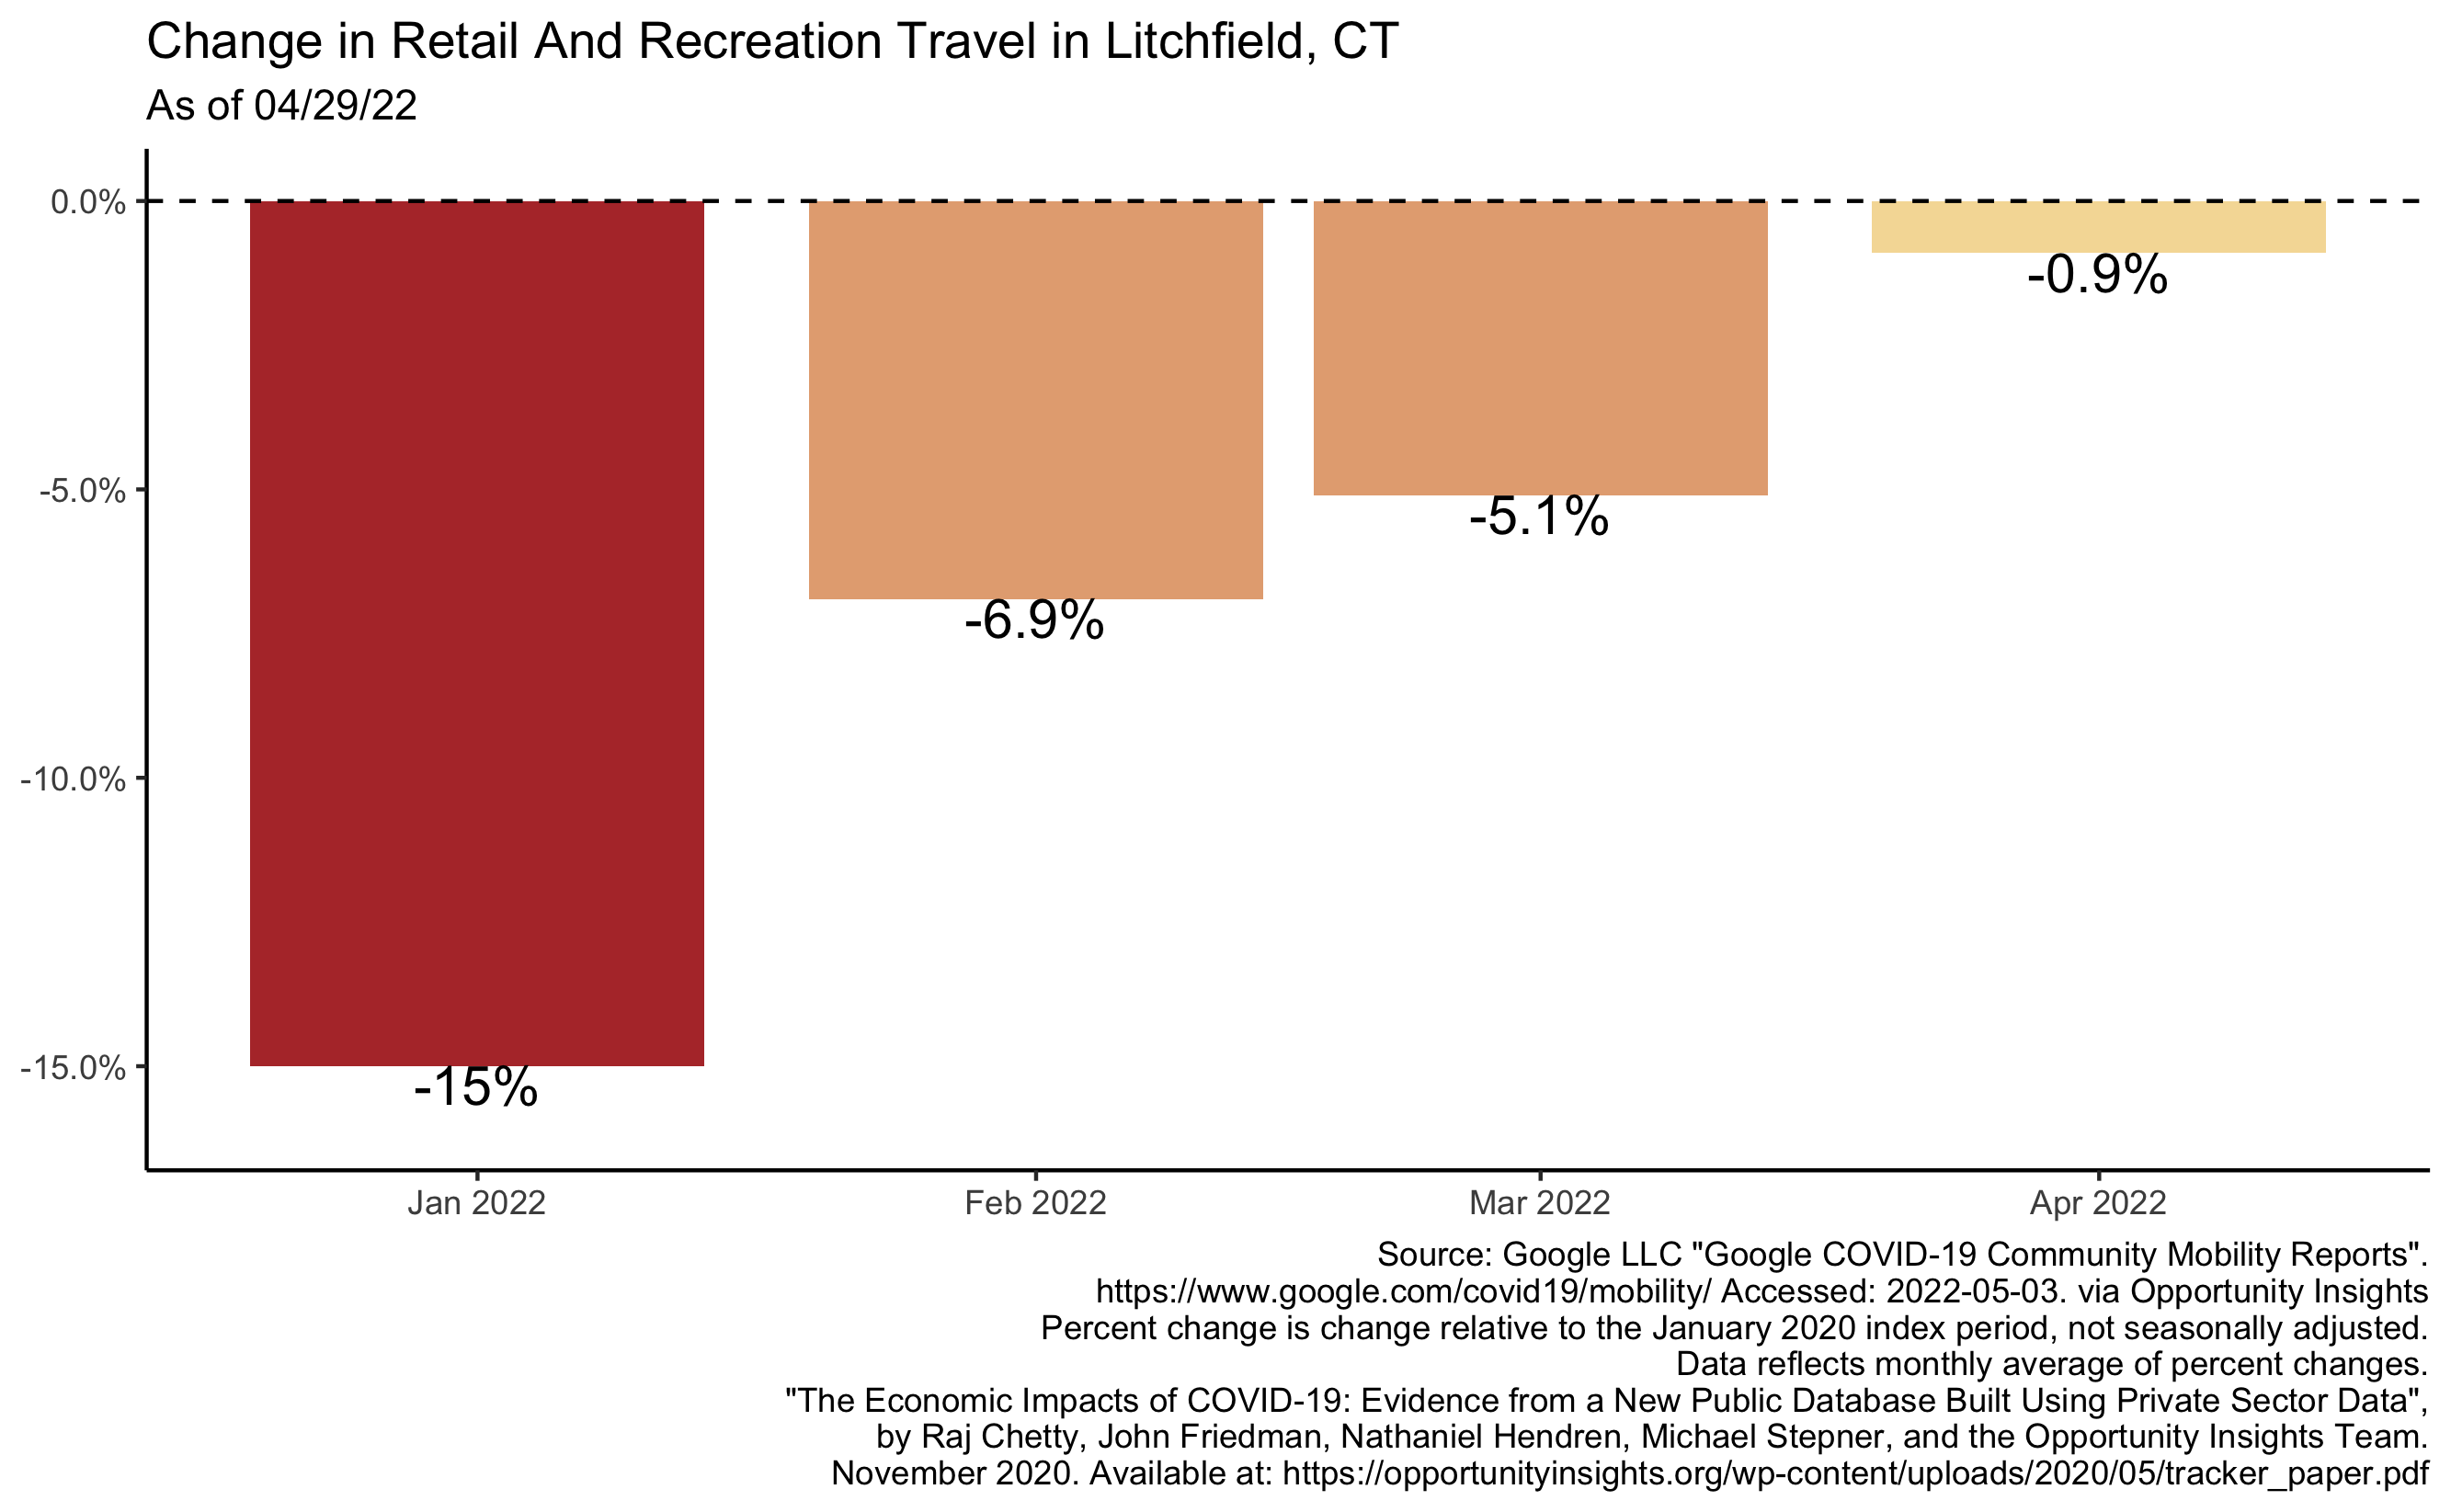 Change in Retail And Recreation Travel in Litchfield, CT
As of 04/29/22
0.0%
-5.0%
-10.0%
-15.0%
-15%
-6.9%
-5.1%
-0.9%
Jan 2022
Feb 2022
Mar 2022
Apr 2022
Source: Google LLC "Google COVID-19 Community Mobility Reports".
https://www.google.com/covid19/mobility/ Accessed: 2022-05-03. via Opportunity Insights
Percent change is change relative to the January 2020 index period, not seasonally adjusted.
Data reflects monthly average of percent changes.
"The Economic Impacts of COVID-19: Evidence from a New Public Database Built Using Private Sector Data",
by Raj Chetty, John Friedman, Nathaniel Hendren, Michael Stepner, and the Opportunity Insights Team.
November 2020. Available at: https://opportunityinsights.org/wp-content/uploads/2020/05/tracker_paper.pdf